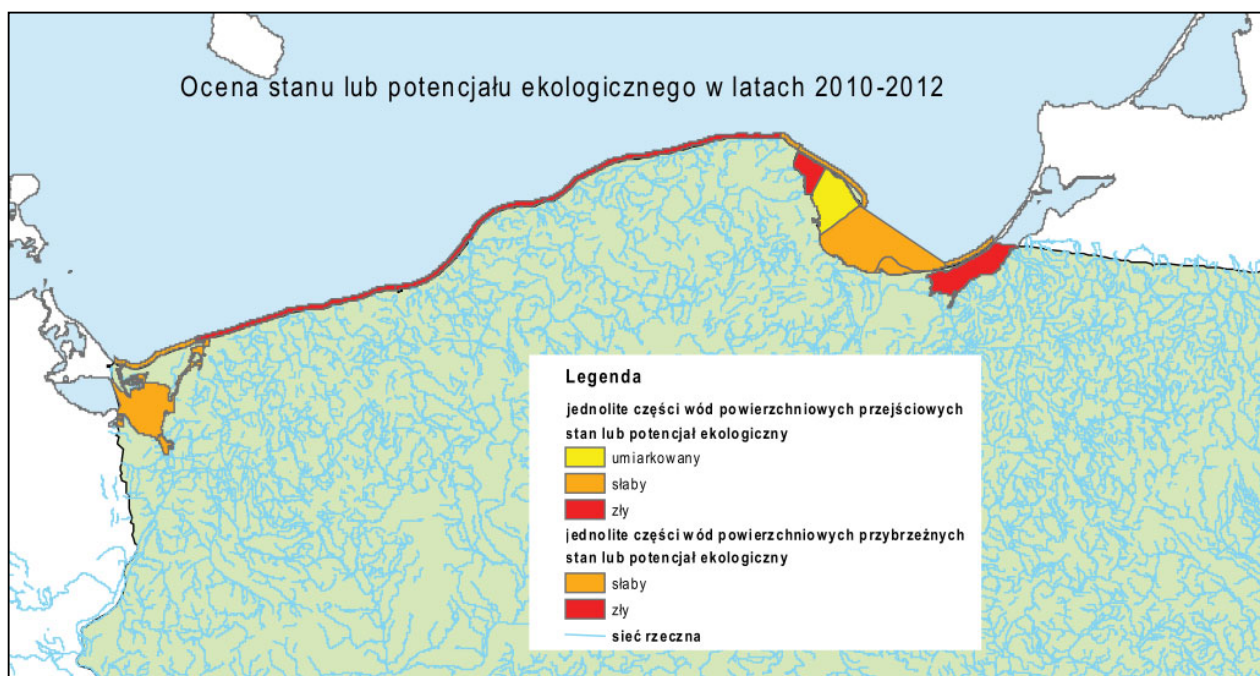 Ocena stanu lub potencjału ekologicznego w latach 2010-2012
Legenda
jednolite części wód powierzchniowych przejściowych
stan lub potencjał ekologiczny
umiarkowany
słaby
zły
jednolite części wód powierzchniowych przybrzeżnych
stan lub potencjał ekologiczny
słaby
zły
sieć rzeczna